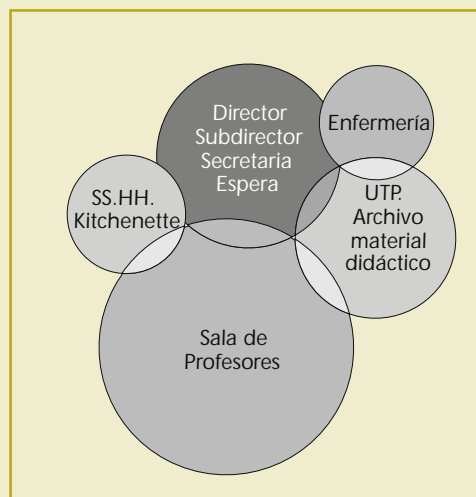 Director
Subdirector
Secretaria
Espera
Enfermería
SS.HH.
Kitchenette
UTP.
Archivo
material
didáctico
Sala de
Profesores